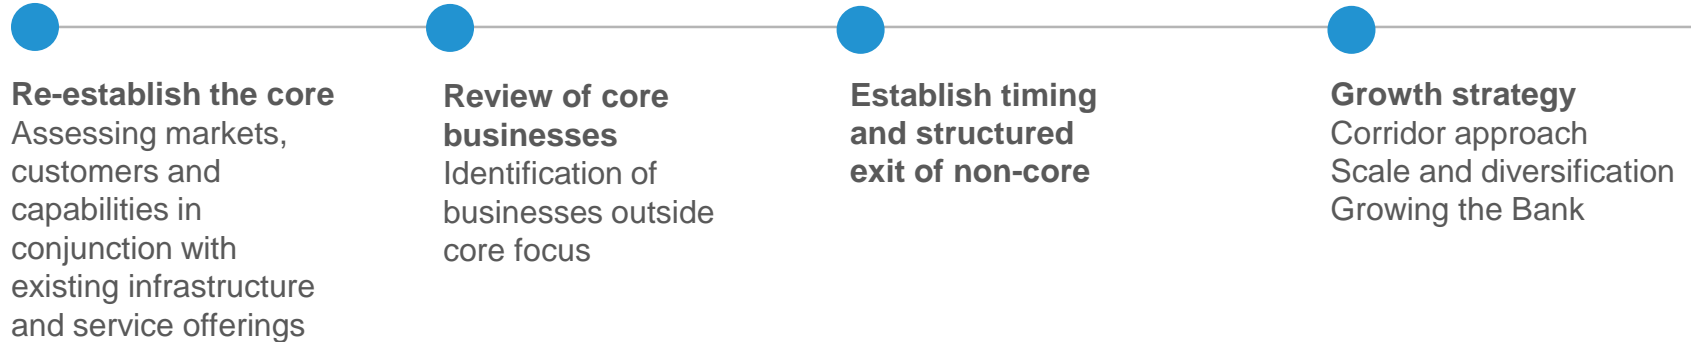 Re-establish the core
Assessing markets,
customers and
capabilities in
conjunction with
existing infrastructure
and service offerings
Review of core
businesses
Identification of
businesses outside
core focus
Establish timing
and structured
exit of non-core
Growth strategy
Corridor approach
Scale and diversification
Growing the Bank